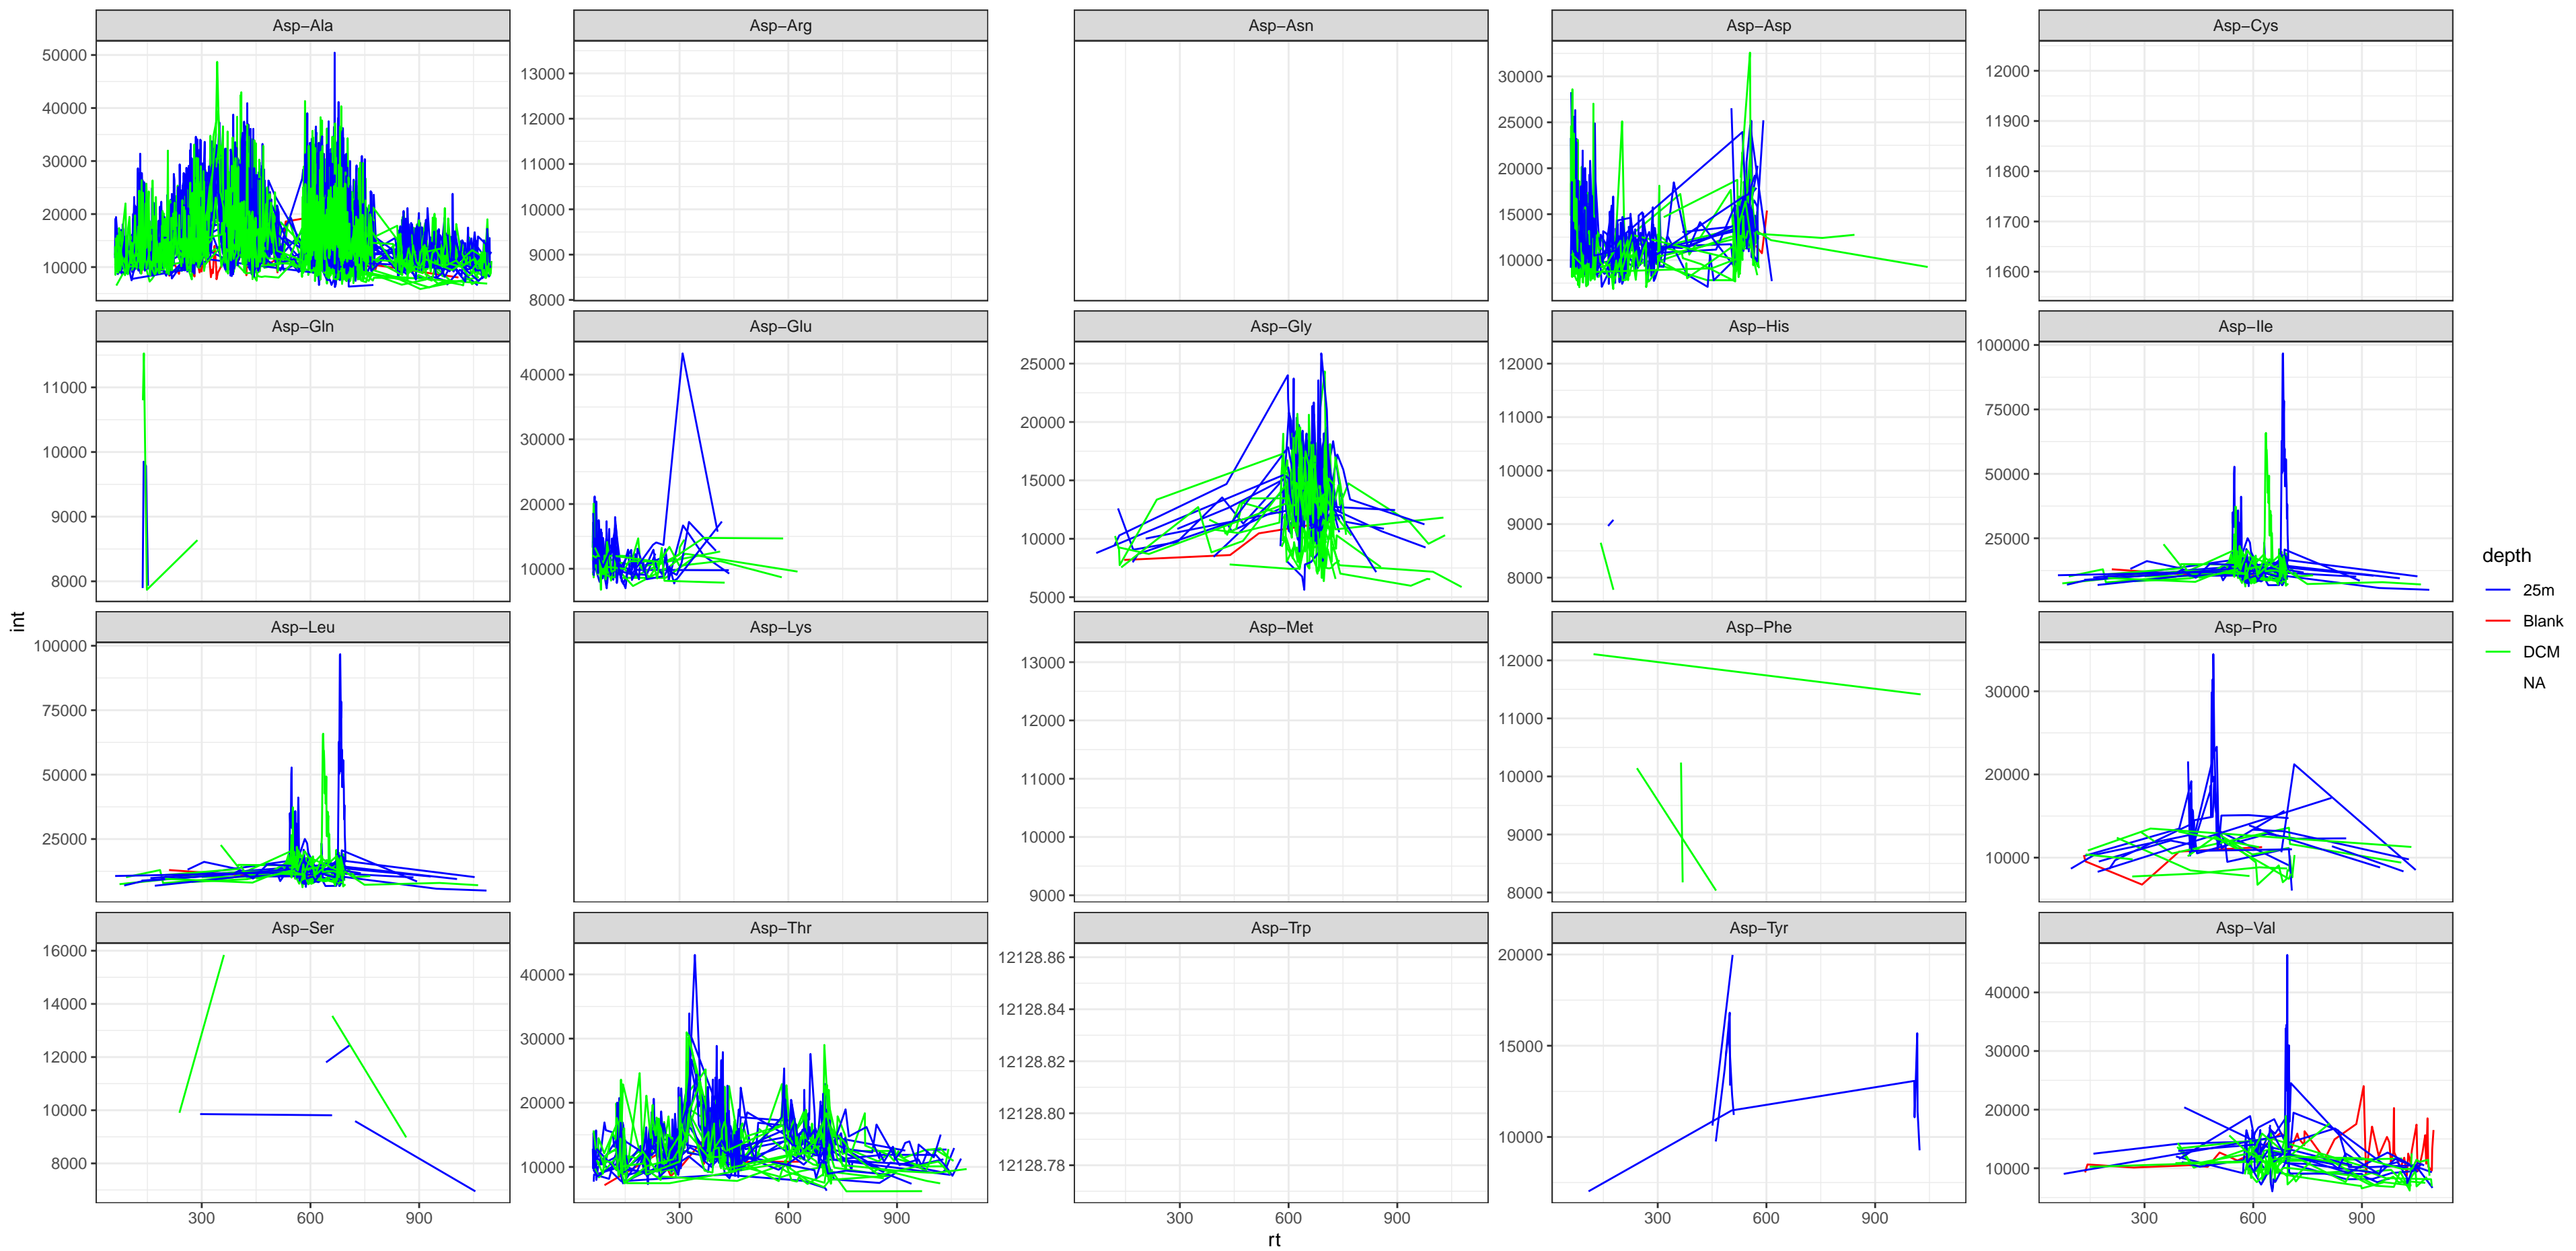 Asp−Ala Asp−Arg Asp−Asn Asp−Asp Asp−Cys
50000 40000 30000 20000 10000
13000 12000 11000 10000 9000 8000
30000 25000 20000 15000 10000
12000 11900 11800 11700 11600
Asp−Gln Asp−Glu Asp−Gly Asp−His Asp−Ile
11000 10000 9000 8000
40000 30000 20000 10000
25000 20000 15000 10000 5000
12000 11000 10000 9000 8000
100000 75000 50000 25000
Asp−Leu Asp−Lys Asp−Met Asp−Phe Asp−Pro
100000 75000 50000 25000
13000 12000 11000 10000 9000
12000 11000 10000 9000 8000
30000 20000 10000
Asp−Ser Asp−Thr Asp−Trp Asp−Tyr Asp−Val
16000 14000 12000 10000 8000
40000 30000 20000 10000
12128.86 12128.84 12128.82 12128.80 12128.78
20000 15000 10000
40000 30000 20000 10000
300 600 900 300 600 900 300 600 900 300 600 900 300 600 900
rt
int
depth
25m
Blank
DCM
NA